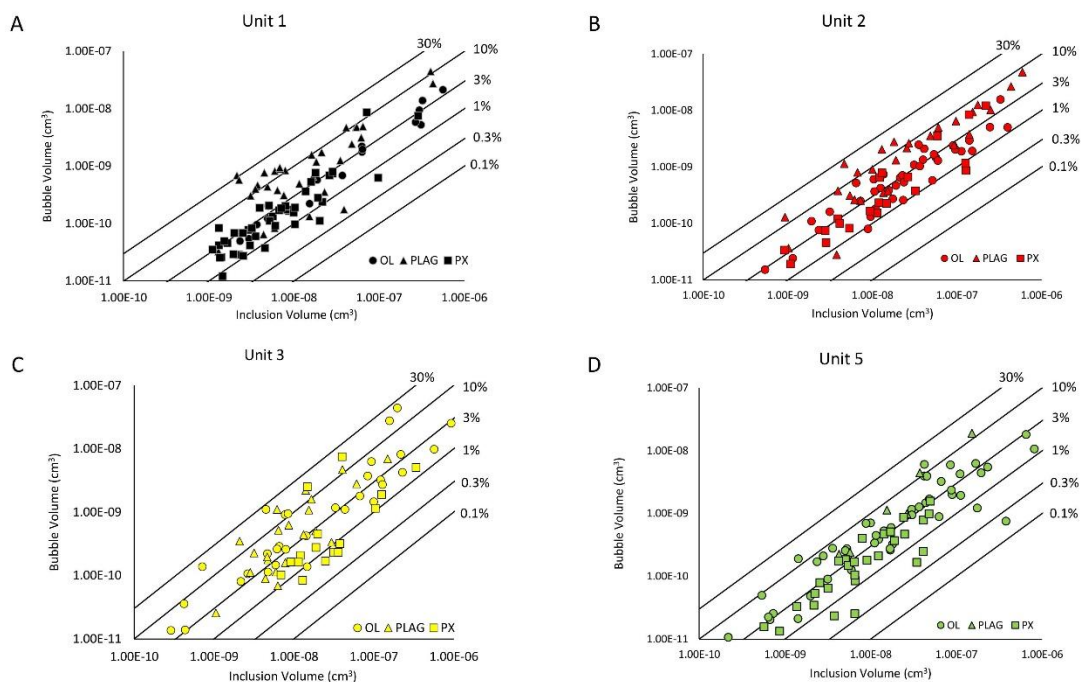 A
Unit 1
1.00E-07
1.00E-08
1.00E-09
1.00E-10
1.00E-11
Bubble Volume (cm³)
30%
10%
3%
1%
0.3%
0.1%
OL PLAG PX
1.00E-10 1.00E-09 1.00E-08 1.00E-07 1.00E-06
Inclusion Volume (cm³)
B
Unit 2
1.00E-07
1.00E-08
1.00E-09
1.00E-10
1.00E-11
Bubble Volume (cm³)
30%
10%
3%
1%
0.3%
0.1%
OL PLAG PX
1.00E-10 1.00E-09 1.00E-08 1.00E-07 1.00E-06
Inclusion Volume (cm³)
C
Unit 3
1.00E-07
1.00E-08
1.00E-09
1.00E-10
1.00E-11
Bubble Volume (cm³)
30%
10%
3%
1%
0.3%
0.1%
OL PLAG PX
1.00E-10 1.00E-09 1.00E-08 1.00E-07 1.00E-06
Inclusion Volume (cm³)
D
Unit 5
1.00E-07
1.00E-08
1.00E-09
1.00E-10
1.00E-11
Bubble Volume (cm³)
30%
10%
3%
1%
0.3%
0.1%
OL PLAG PX
1.00E-10 1.00E-09 1.00E-08 1.00E-07 1.00E-06
Inclusion Volume (cm³)